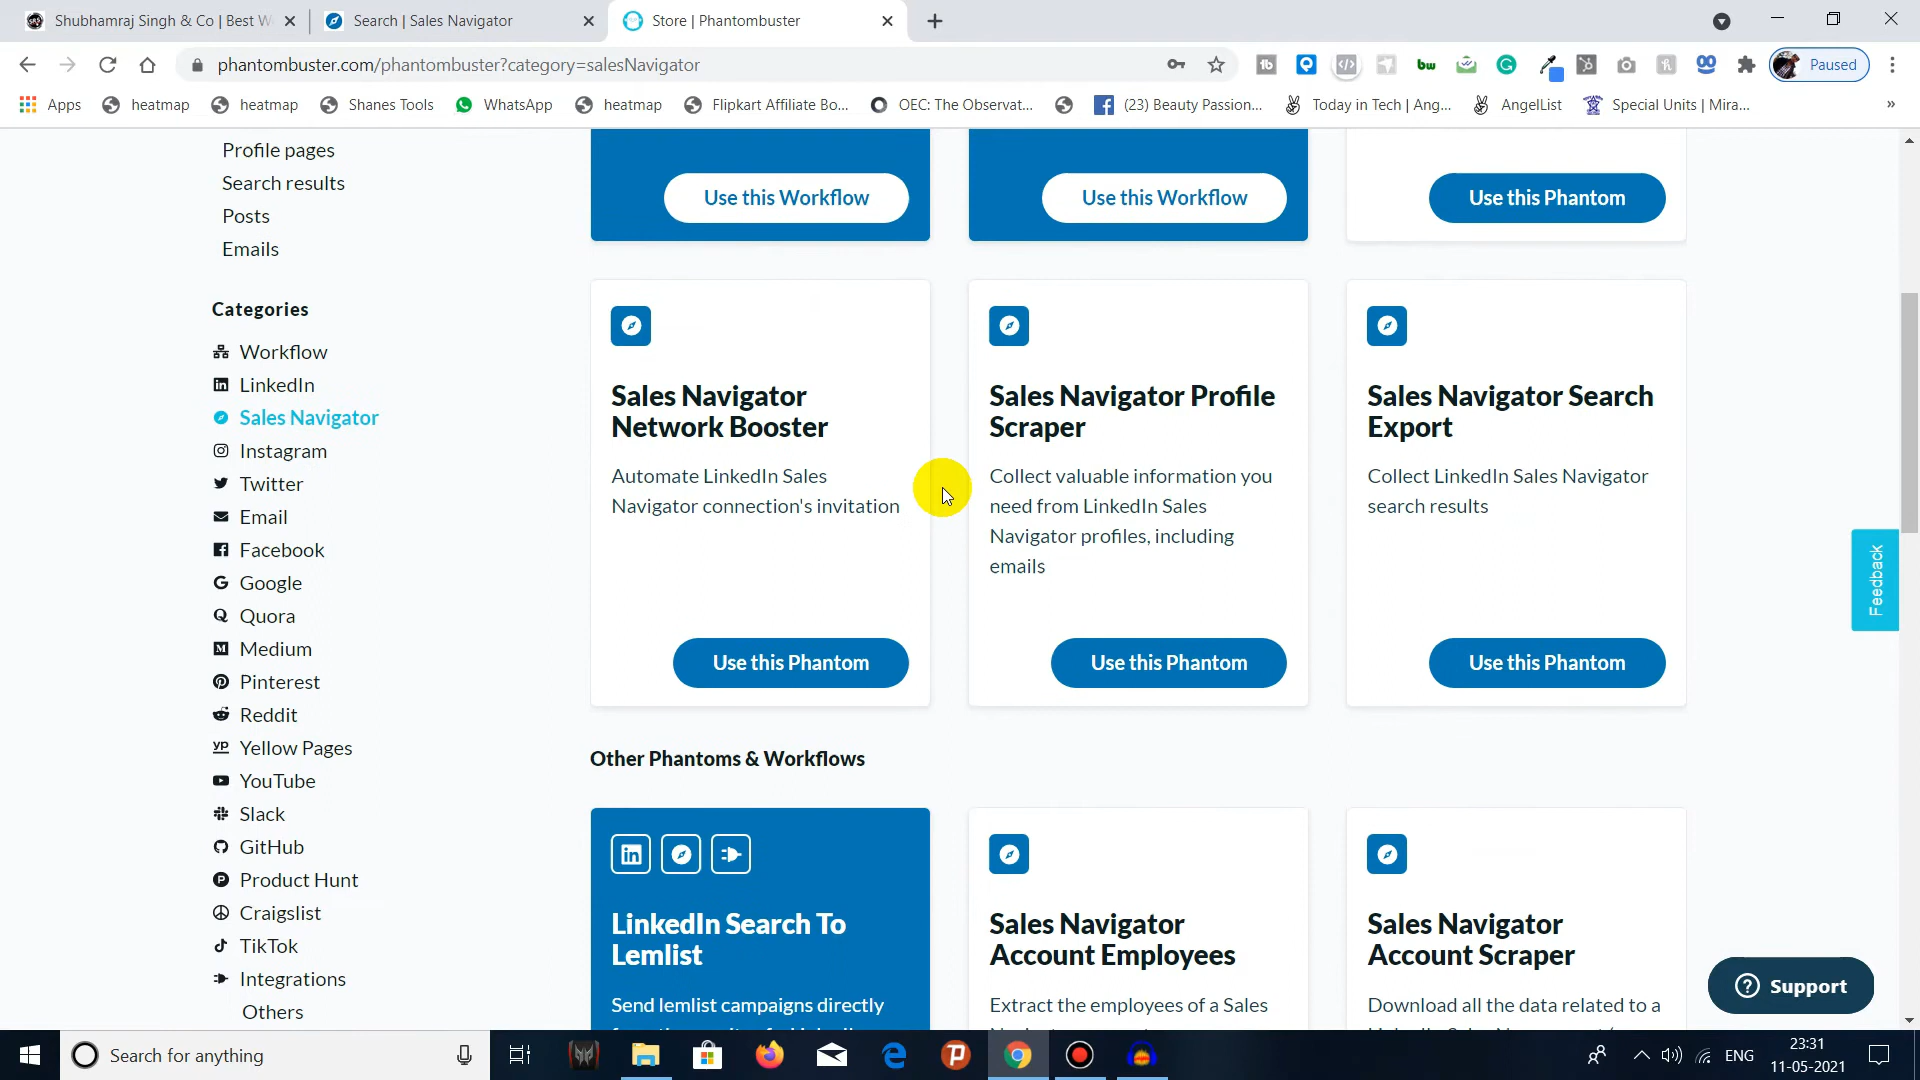 Shubhamraj Singh & Co | Best W
Search | Sales Navigator
Store | Phantombuster
phantombuster.com/phantombuster?category=salesNavigator
Paused
Apps
heatmap
heatmap
Shanes Tools
WhatsApp
heatmap
Flipkart Affiliate Bo...
OEC: The Observat...
(23) Beauty Passion...
Today in Tech | Ang...
AngelList
Special Units | Mira...
»
Profile pages
Search results
Posts
Emails
Categories
Workflow
LinkedIn
Sales Navigator
Instagram
Twitter
Email
Facebook
Google
Quora
Medium
Pinterest
Reddit
Yellow Pages
YouTube
Slack
GitHub
Product Hunt
Craigslist
TikTok
Integrations
Others
Use this Workflow
Use this Workflow
Use this Phantom
Sales Navigator
Network Booster
Automate LinkedIn Sales
Navigator connection's invitation
Use this Phantom
Sales Navigator Profile
Scraper
Collect valuable information you
need from LinkedIn Sales
Navigator profiles, including
emails
Use this Phantom
Sales Navigator Search
Export
Collect LinkedIn Sales Navigator
search results
Use this Phantom
Other Phantoms & Workflows
LinkedIn Search To
Lemlist
Send lemlist campaigns directly
Sales Navigator
Account Employees
Extract the employees of a Sales
Sales Navigator
Account Scraper
Download all the data related to a
Feedback
Support
Search for anything
ENG
23:31
11-05-2021